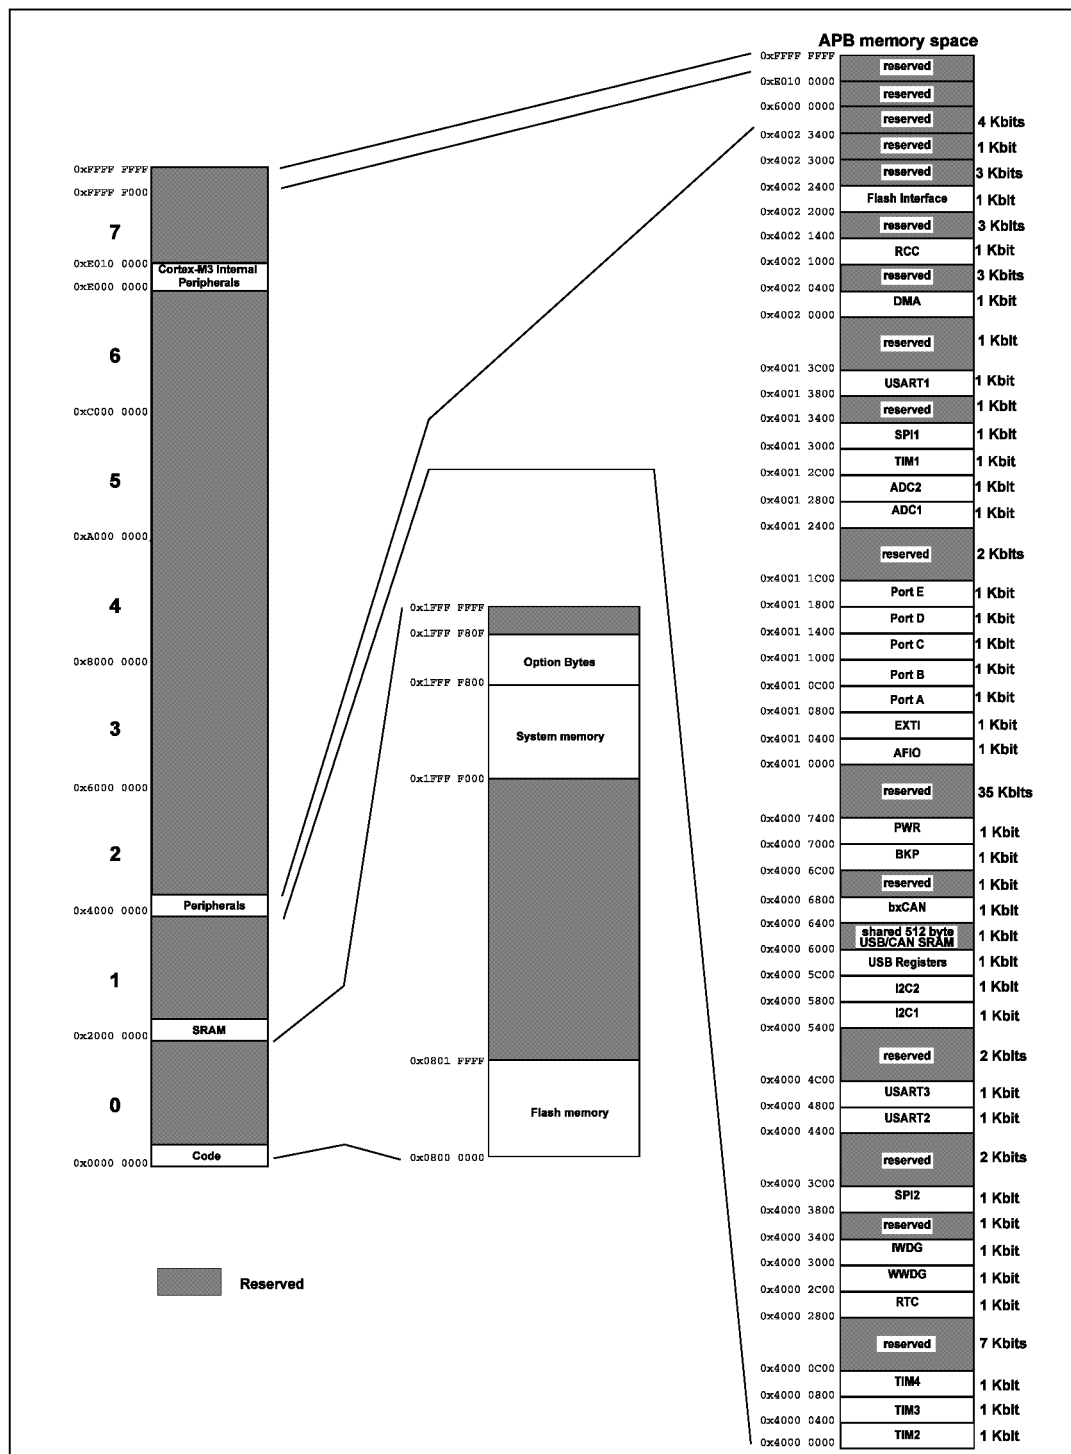 0xFFFF FFFF
0xFFFF F000
7
0xE010 0000
Cortex-M3 Internal
Peripherals
0xE000 0000
6
0xC000 0000
5
0xA000 0000
4
0x8000 0000
3
0x6000 0000
2
Peripherals
0x4000 0000
1
SRAM
0x2000 0000
0
Code
0x0000 0000
Reserved
0x1FFF FFFF
0x1FFF F80F
Option Bytes
0x1FFF F800
System memory
0x1FFF F000
0x0801 FFFF
Flash memory
0x0800 0000
APB memory space
0xFFFF FFFF
reserved
0xE010 0000
reserved
0x6000 0000
reserved 4 Kbits
0x4002 3400
reserved 1 Kbit
0x4002 3000
reserved 3 Kbits
0x4002 2400
Flash Interface 1 Kbit
0x4002 2000
reserved 3 Kbits
0x4002 1400
RCC 1 Kbit
0x4002 1000
reserved 3 Kbits
0x4002 0400
DMA 1 Kbit
0x4002 0000
reserved 1 Kbit
0x4001 3C00
USART1 1 Kbit
0x4001 3800
reserved 1 Kbit
0x4001 3400
SPI1 1 Kbit
0x4001 3000
TIM1 1 Kbit
0x4001 2C00
ADC2 1 Kbit
0x4001 2800
ADC1 1 Kbit
0x4001 2400
reserved 2 Kbits
0x4001 1C00
Port E 1 Kbit
0x4001 1800
Port D 1 Kbit
0x4001 1400
Port C 1 Kbit
0x4001 1000
Port B 1 Kbit
0x4001 0C00
Port A 1 Kbit
0x4001 0800
EXTI 1 Kbit
0x4001 0400
AFIO 1 Kbit
0x4001 0000
reserved 35 Kbits
0x4000 7400
PWR 1 Kbit
0x4000 7000
BKP 1 Kbit
0x4000 6C00
reserved 1 Kbit
0x4000 6800
bxCAN 1 Kbit
0x4000 6400
shared 512 byte
USB/CAN SRAM 1 Kbit
0x4000 6000
USB Registers 1 Kbit
0x4000 5C00
I2C2 1 Kbit
0x4000 5800
I2C1 1 Kbit
0x4000 5400
reserved 2 Kbits
0x4000 4C00
USART3 1 Kbit
0x4000 4800
USART2 1 Kbit
0x4000 4400
reserved 2 Kbits
0x4000 3C00
SPI2 1 Kbit
0x4000 3800
reserved 1 Kbit
0x4000 3400
IWDG 1 Kbit
0x4000 3000
WWDG 1 Kbit
0x4000 2C00
RTC 1 Kbit
0x4000 2800
reserved 7 Kbits
0x4000 0C00
TIM4 1 Kbit
0x4000 0800
TIM3 1 Kbit
0x4000 0400
TIM2 1 Kbit
0x4000 0000